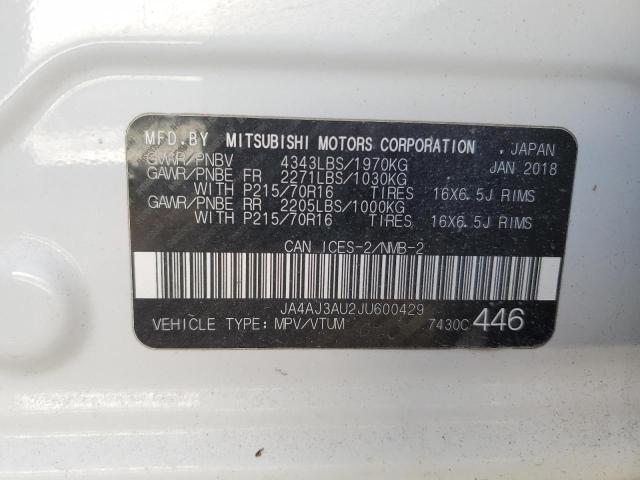 MFD.BY MITSUBISHI MOTORS CORPORATION , JAPAN
GVWR/PNBV 4343LBS/1970KG JAN 2018
GAWR/PNBE FR 2271LBS/1030KG
WITH P215/70R16 TIRES 16X6.5J RIMS
GAWR/PNBE RR 2205LBS/1000KG
WITH P215/70R16 TIRES 16X6.5J RIMS
CAN ICES-2/NMB-2
JA4AJ3AU2JU600429
VEHICLE TYPE:MPV/VTUM 7430C446